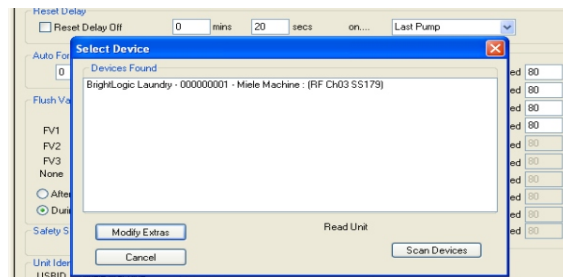 Reset Delay
Reset Delay Off 0 mins 20 secs on.... Last Pump
Select Device
Auto For
Devices Found
0
BrightLogic Laundry - 000000001 - Miele Machine : (RF Ch03 SS179)
ed 80
ed 80
Flush Va
ed 80
FV1
ed 80
FV2
ed 80
FV3
ed 80
None
ed 80
After
ed 80
Durin
ed 80
Safety S
Modify Extras
Read Unit
ed 80
Cancel
Scan Devices
Unit Iden
USBID